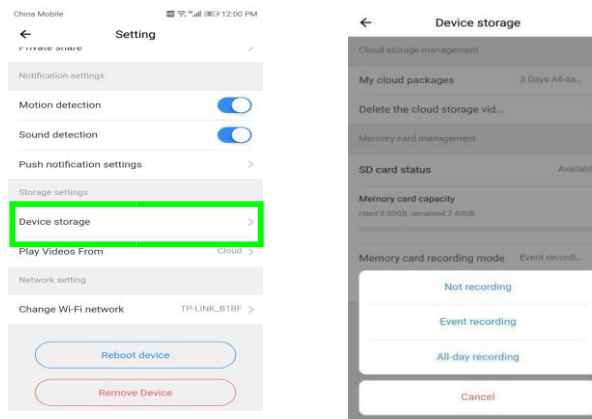 China Mobile 12:00 PM
Setting
Private share
Notification settings
Motion detection
Sound detection
Push notification settings
Storage settings
Device storage
Play Videos From Cloud
Network setting
Change Wi-Fi network TP-LINK_B1BF
Reboot device
Remove Device
Device storage
Cloud storage management
My cloud packages 3 Days All-da...
Delete the cloud storage vid...
Memory card management
SD card status Availabl
Memory card capacity
Used 0.00GB, remained 7.40GB
Memory card recording mode Event recordi...
Not recording
Event recording
All-day recording
Cancel